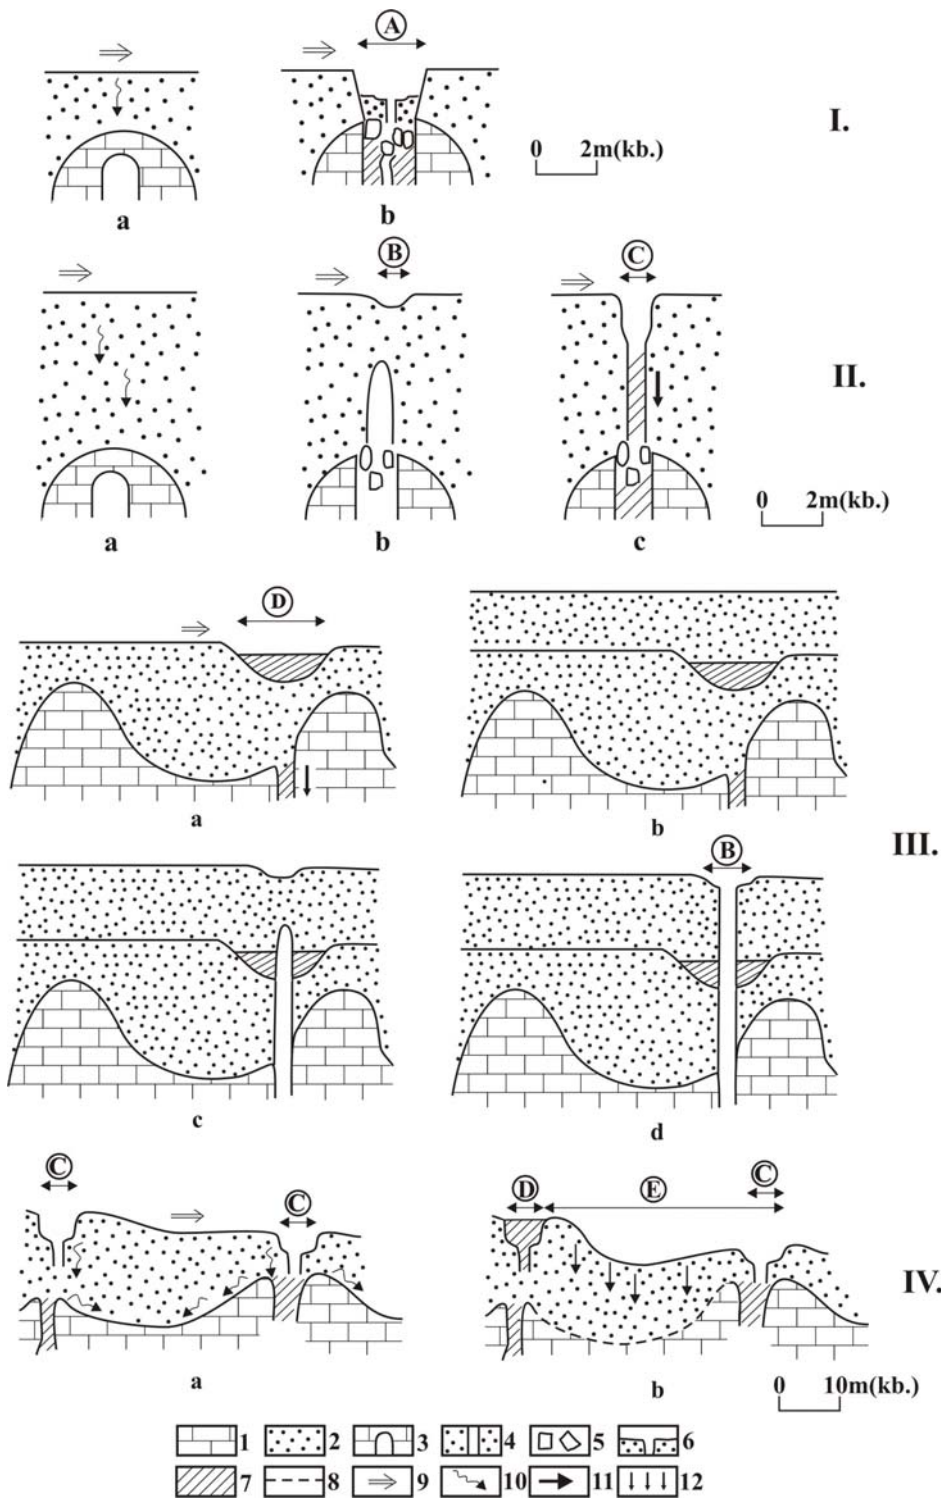 A
I.
0 2m(kb.)
a b
B C
II.
0 2m(kb.)
a b c
D
a b
III.
B
c d
C C D E C
IV.
a b
0 10m(kb.)
1 2 3 4 5 6
7 8 9 10 11 12